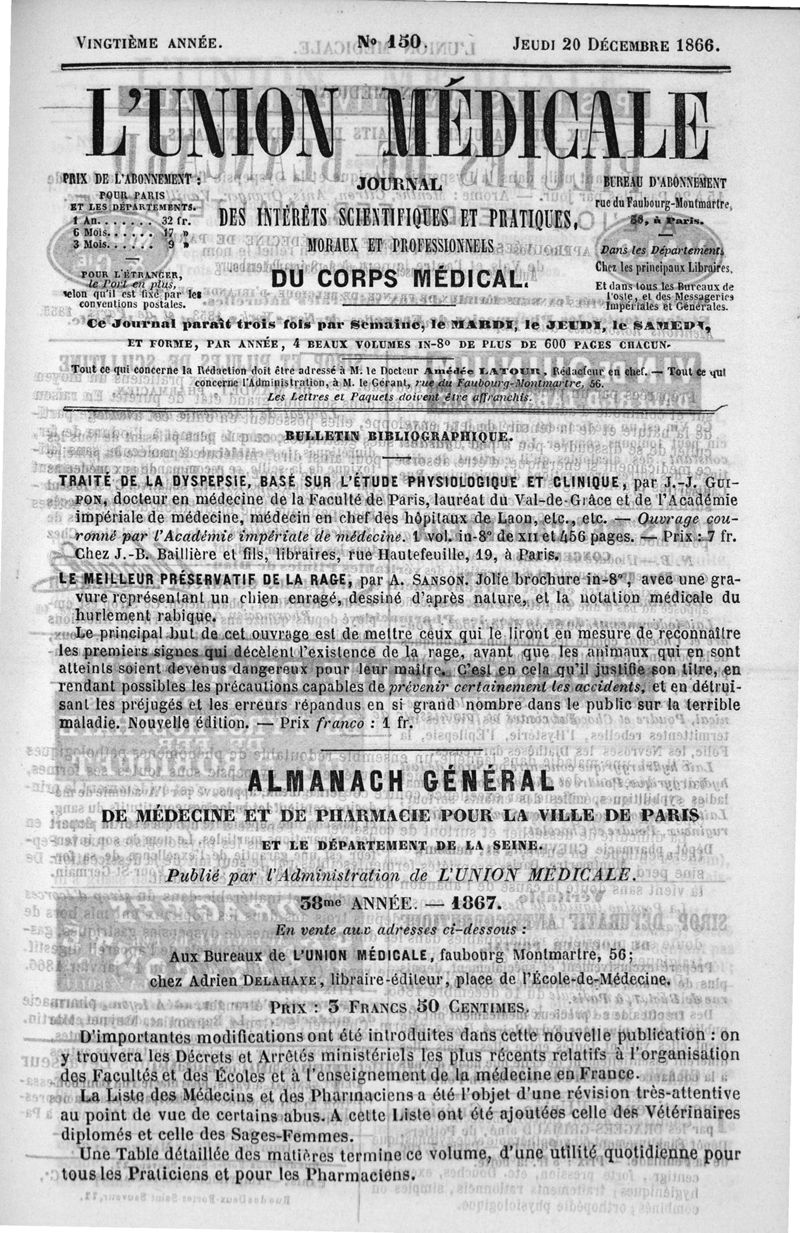 VINGTIÈME ANNÉE. No 150. JEUDI 20 DÉCEMBRE 1866.
L'UNION MÉDICALE
PRIX DE L'ABONNEMENT :
POUR PARIS
ET LES DÉPARTEMENTS.
1 An. . . . . . . 32 fr.
6 Mois. . . . . . 17 »
3 Mois. . . . . . 9 »
POUR L'ÉTRANGER,
le Port en plus,
selon qu'il est fixé par les
conventions postales.
JOURNAL
DES INTÉRÊTS SCIENTIFIQUES ET PRATIQUES,
MORAUX ET PROFESSIONNELS
DU CORPS MÉDICAL.
BUREAU D'ABONNEMENT
rue du Faubourg-Montmartre,
56, à Paris.
Dans les Départements,
Chez les principaux Libraires,
Et dans tous les Bureaux de
Poste, et des Messageries
Impériales et Générales.
Ce Journal paraît trois fois par Semaine, le MARDI, le JEUDI, le SAMEDI,
ET FORME, PAR ANNÉE, 4 BEAUX VOLUMES IN-8o DE PLUS DE 600 PAGES CHACUN.
Tout ce qui concerne la Rédaction doit être adressé à M. le Docteur Amédée LATOUR, Rédacteur en chef. — Tout ce qui
concerne l'Administration, à M. le Gérant, rue du Faubourg-Montmartre, 56.
Les Lettres et Paquets doivent être affranchis.
BULLETIN BIBLIOGRAPHIQUE.
TRAITÉ DE LA DYSPEPSIE, BASÉ SUR L'ÉTUDE PHYSIOLOGIQUE ET CLINIQUE, par J.-J. GUI-
PON, docteur en médecine de la Faculté de Paris, lauréat du Val-de-Grâce et de l'Académie
impériale de médecine, médecin en chef des hôpitaux de Laon, etc., etc. — Ouvrage cou-
ronné par l'Académie impériale de médecine. 1 vol. in-8° de XII et 456 pages. — Prix : 7 fr.
Chez J.-B. Baillière et fils, libraires, rue Hautefeuille, 19, à Paris.
LE MEILLEUR PRÉSERVATIF DE LA RAGE, par A. SANSON. Jolie brochure in-8°, avec une gra-
vure représentant un chien enragé, dessiné d'après nature, et la notation médicale du
hurlement rabique.
Le principal but de cet ouvrage est de mettre ceux qui le liront en mesure de reconnaître
les premiers signes qui décèlent l'existence de la rage, avant que les animaux qui en sont
atteints soient devenus dangereux pour leur maître. C'est en cela qu'il justifie son titre, en
rendant possibles les précautions capables de prévenir certainement les accidents, et en détrui-
sant les préjugés et les erreurs répandus en si grand nombre dans le public sur la terrible
maladie. Nouvelle édition. — Prix franco : 1 fr.
ALMANACH GÉNÉRAL
DE MÉDECINE ET DE PHARMACIE POUR LA VILLE DE PARIS
ET LE DÉPARTEMENT DE LA SEINE.
Publié par l'Administration de L'UNION MÉDICALE.
38me ANNÉE. — 1867.
En vente aux adresses ci-dessous :
Aux Bureaux de L'UNION MÉDICALE, faubourg Montmartre, 56;
chez Adrien DELAHAYE, libraire-éditeur, place de l'École-de-Médecine.
PRIX : 3 FRANCS 50 CENTIMES.
D'importantes modifications ont été introduites dans cette nouvelle publication : on
y trouvera les Décrets et Arrêtés ministériels les plus récents relatifs à l'organisation
des Facultés et des Écoles et à l'enseignement de la médecine en France.
La Liste des Médecins et des Pharmaciens a été l'objet d'une révision très-attentive
au point de vue de certains abus. A cette Liste ont été ajoutées celle des Vétérinaires
diplomés et celle des Sages-Femmes.
Une Table détaillée des matières termine ce volume, d'une utilité quotidienne pour
tous les Praticiens et pour les Pharmaciens.